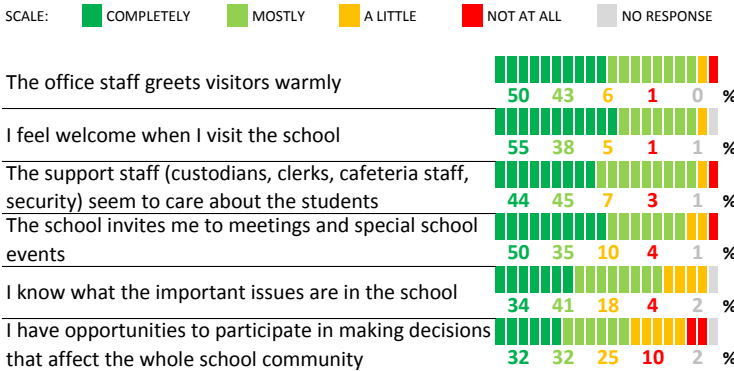 SCALE: COMPLETELY MOSTLY A LITTLE NOT AT ALL NO RESPONSE
The office staff greets visitors warmly
50 43 6 1 0 %
I feel welcome when I visit the school
55 38 5 1 1 %
The support staff (custodians, clerks, cafeteria staff,
security) seem to care about the students
44 45 7 3 1 %
The school invites me to meetings and special school
events
50 35 10 4 1 %
I know what the important issues are in the school
34 41 18 4 2 %
I have opportunities to participate in making decisions
that affect the whole school community
32 32 25 10 2 %